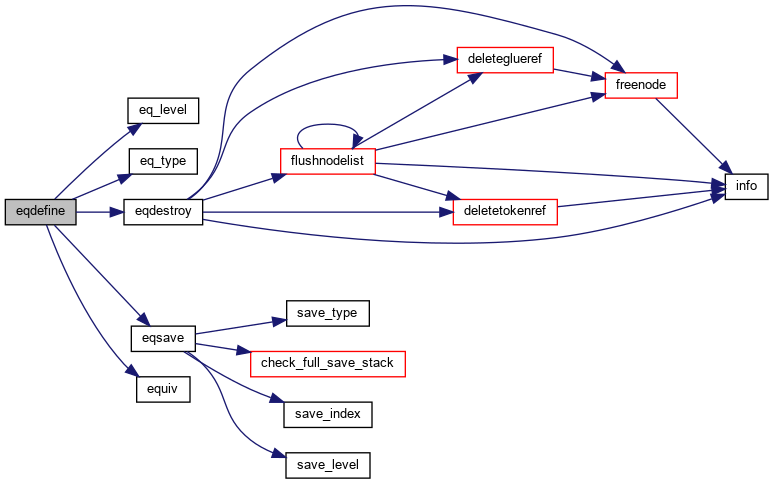 eqdefine
eq_level
eq_type
eqdestroy
eqsave
equiv
flushnodelist
deleteglueref
freenode
deletetokenref
info
save_type
check_full_save_stack
save_index
save_level